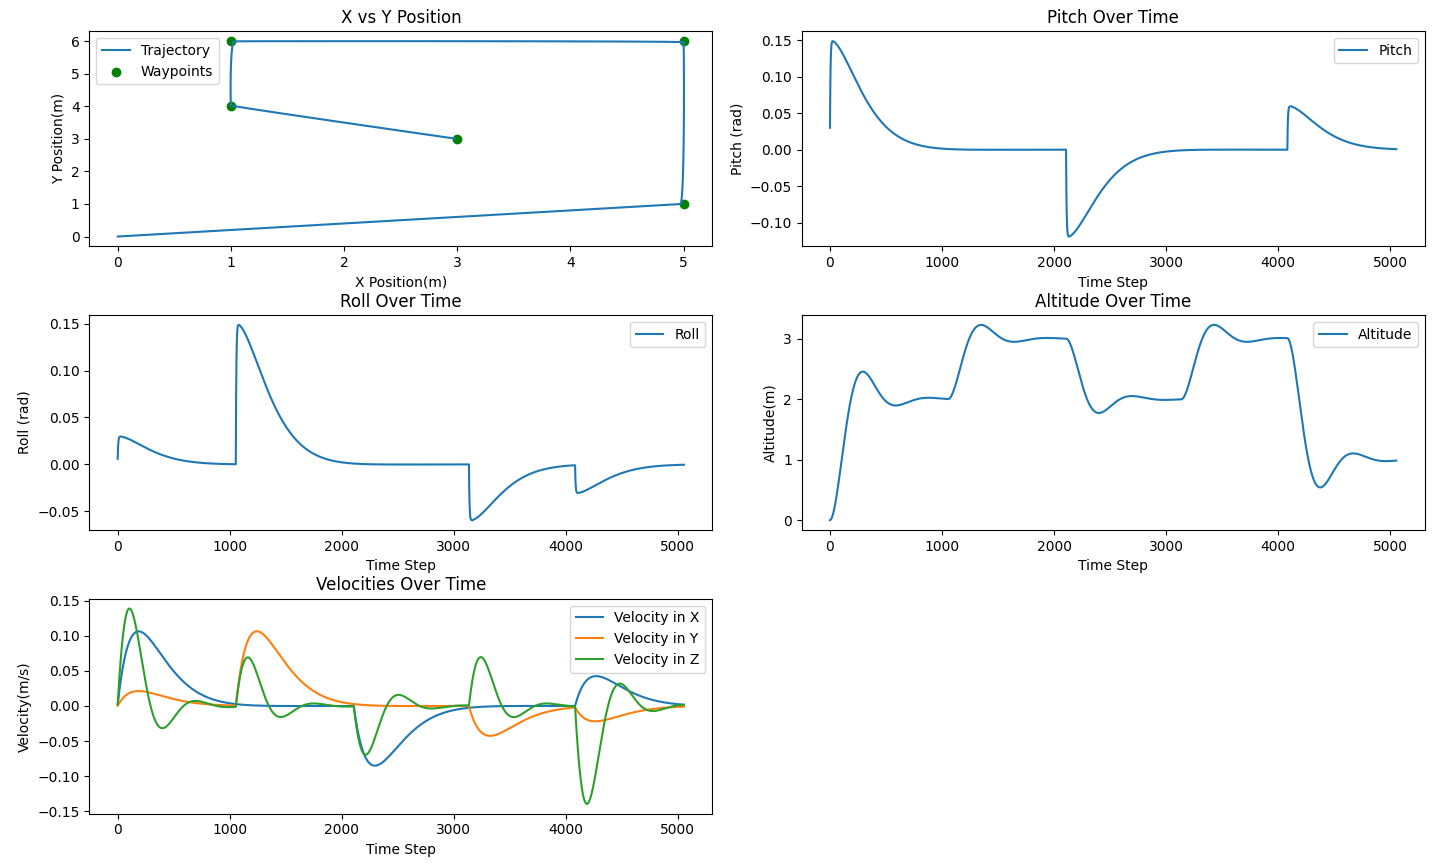 X vs Y Position
6
5
4
3
2
1
0
Y Position(m)
Trajectory
Waypoints
0
1
2
3
4
5
X Position(m)
Pitch Over Time
0.15
0.10
0.05
0.00
−0.05
−0.10
Pitch (rad)
Pitch
0
1000
2000
3000
4000
5000
Time Step
Roll Over Time
0.15
0.10
0.05
0.00
−0.05
Roll (rad)
Roll
0
1000
2000
3000
4000
5000
Time Step
Altitude Over Time
3
2
1
0
Altitude(m)
Altitude
0
1000
2000
3000
4000
5000
Time Step
Velocities Over Time
0.15
0.10
0.05
0.00
−0.05
−0.10
−0.15
Velocity(m/s)
Velocity in X
Velocity in Y
Velocity in Z
0
1000
2000
3000
4000
5000
Time Step